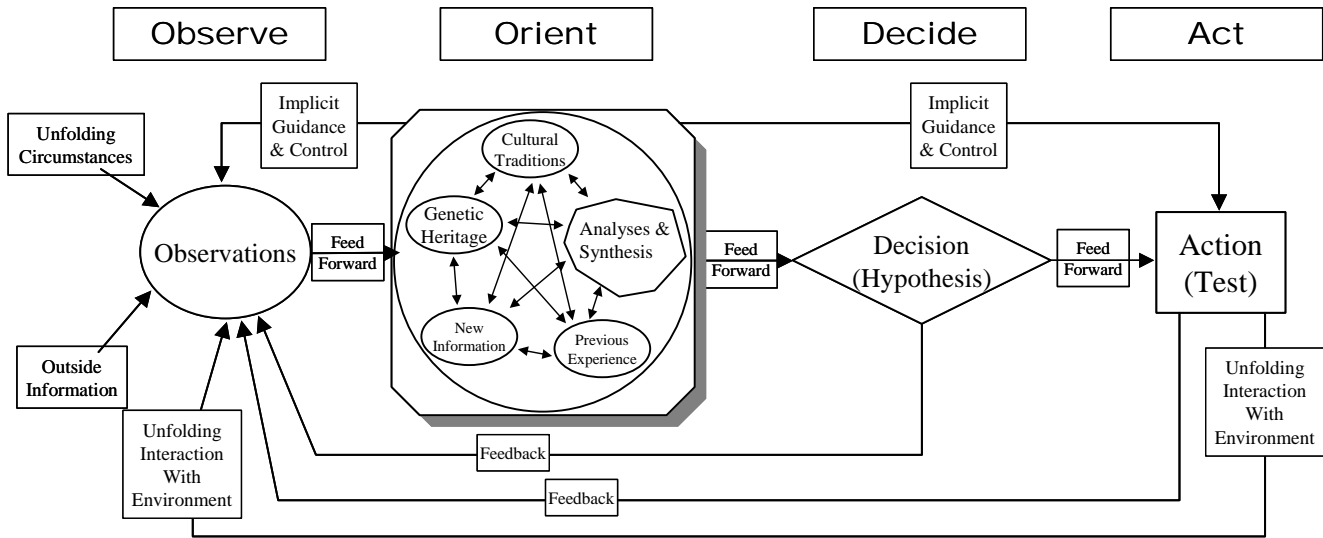 Observe
Orient
Decide
Act
Implicit
Guidance
& Control
Implicit
Guidance
& Control
Unfolding
Circumstances
Cultural
Traditions
Genetic
Heritage
Analyses &
Synthesis
Observations
Feed
Forward
Feed
Forward
Decision
(Hypothesis)
Feed
Forward
Action
(Test)
New
Information
Previous
Experience
Outside
Information
Unfolding
Interaction
With
Environment
Unfolding
Interaction
With
Environment
Feedback
Feedback